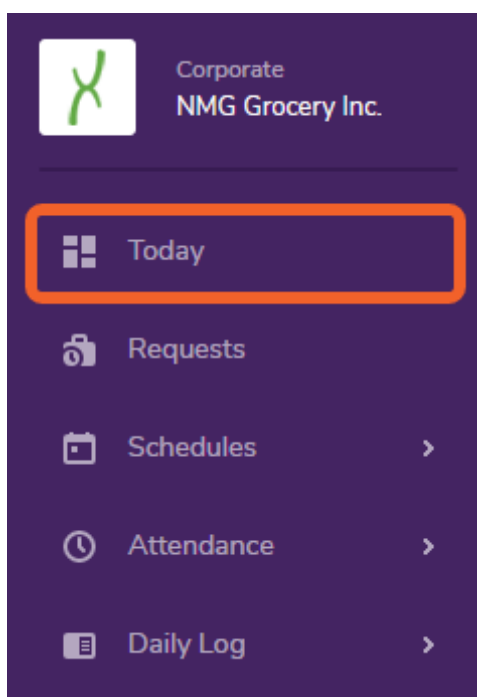 Corporate
NMG Grocery Inc.
Today
Requests
Schedules
Attendance
Daily Log